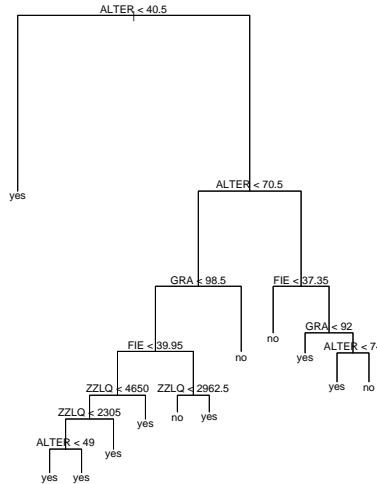 ALTER < 40.5
yes
ALTER < 70.5
GRA < 98.5
FIE < 37.35
no
GRA < 92
FIE < 39.95
no
yes
ALTER < 74
yes
no
ZZLQ < 4650
ZZLQ < 2962.5
no
yes
ZZLQ < 2305
yes
ALTER < 49
yes
yes
yes